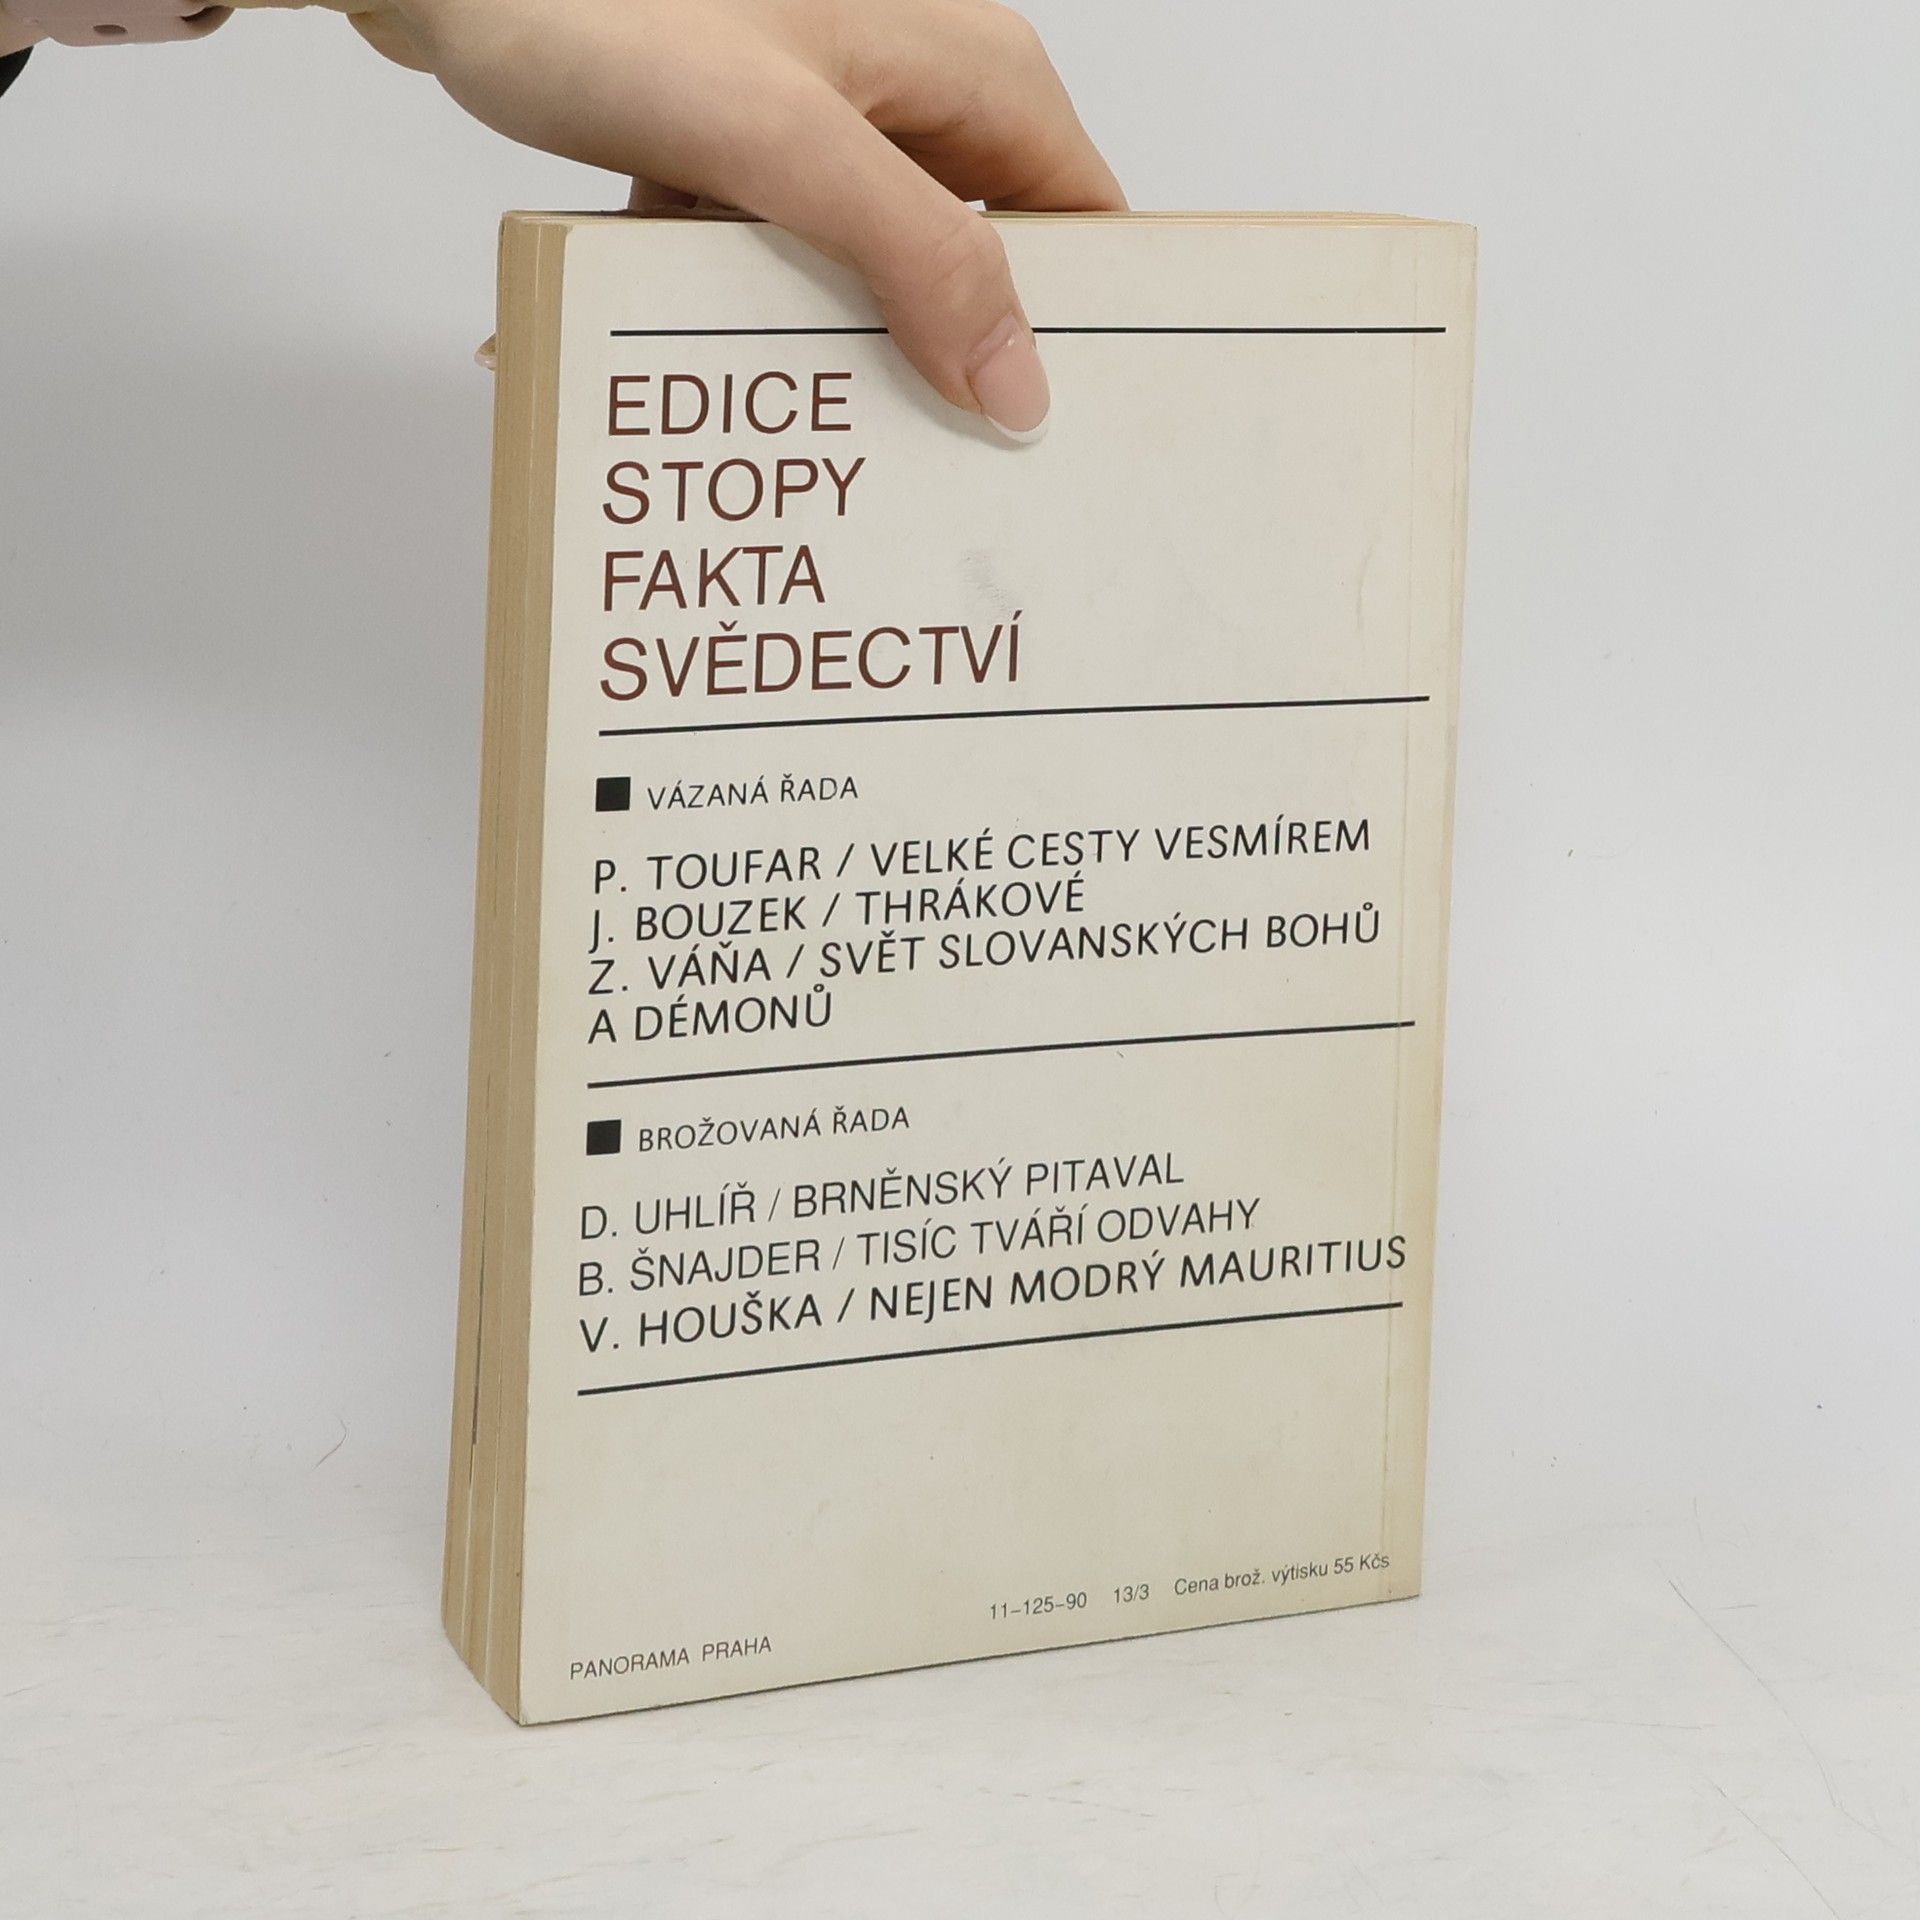 EDICE
STOPY
FAKTA
SVĚDECTVÍ
VÁZANÁ ŘADA
P. TOUFAR / VELKÉ CESTY VESMÍREM
J. BOUZEK / THRÁKOVÉ
Z. VÁŇA / SVĚT SLOVANSKÝCH BOHŮ
A DÉMONŮ
BROŽOVANÁ ŘADA
D. UHLÍŘ / BRNĚNSKÝ PITAVAL
B. ŠNAJDER / TISÍC TVÁŘÍ ODVAHY
V. HOUŠKA / NEJEN MODRÝ MAURITIUS
11–125–90 13/3 Cena brož. výtisku 55 Kčs
PANORAMA PRAHA